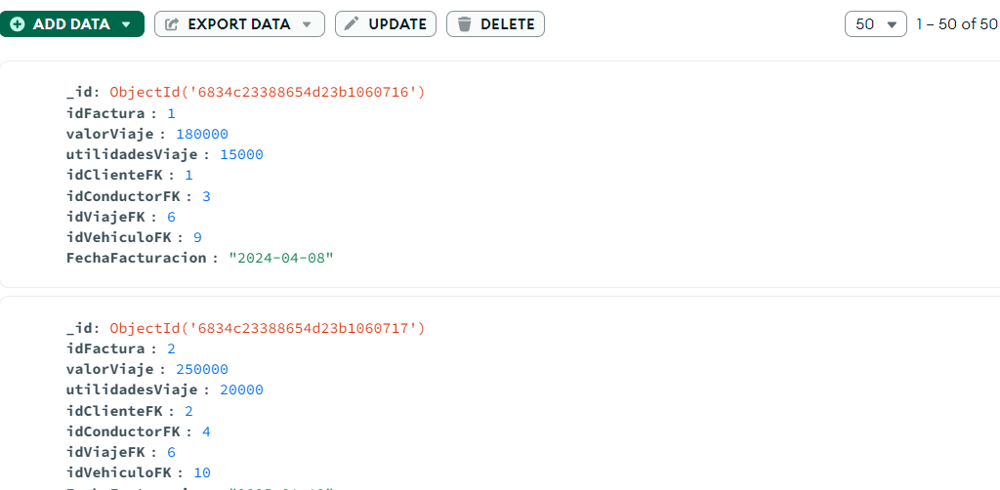 ADD DATA EXPORT DATA UPDATE DELETE 50 1 – 50 of 50
_id: ObjectId('6834c23388654d23b1060716')
idFactura : 1
valorViaje : 180000
utilidadesViaje : 15000
idClienteFK : 1
idConductorFK : 3
idViajeFK : 6
idVehiculoFK : 9
FechaFacturacion : "2024-04-08"
_id: ObjectId('6834c23388654d23b1060717')
idFactura : 2
valorViaje : 250000
utilidadesViaje : 20000
idClienteFK : 2
idConductorFK : 4
idViajeFK : 6
idVehiculoFK : 10